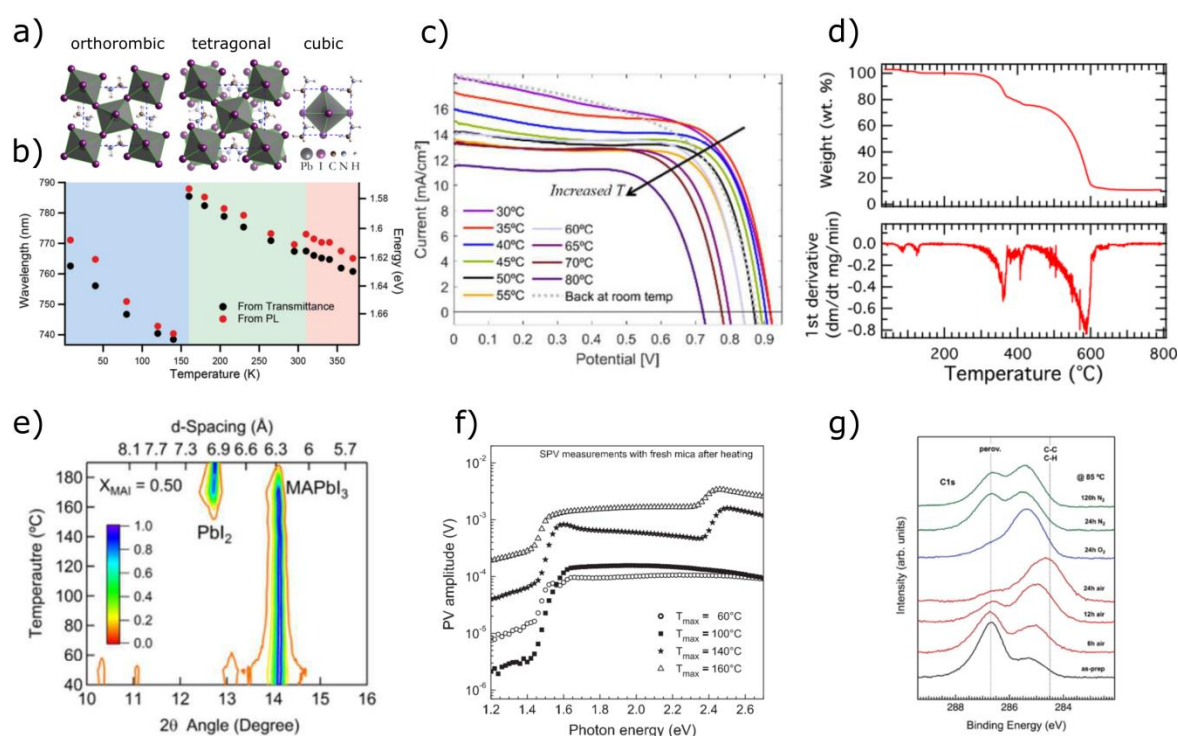 a)
orthorombic tetragonal cubic
Pb I C N H
b)
790
780
770
760
750
740
Wavelength (nm)
1.58
1.6
1.62
1.64
1.66
Energy (eV)
From Transmittance
From PL
50 100 150 200 250 300 350
Temperature (K)
c)
16
14
12
10
8
6
4
2
0
Current [mA/cm²]
Increased T
30ºC
35ºC
40ºC
45ºC
50ºC
55ºC
60ºC
65ºC
70ºC
80ºC
Back at room temp
0 0.1 0.2 0.3 0.4 0.5 0.6 0.7 0.8 0.9
Potential [V]
d)
100
80
60
40
20
0
Weight (wt. %)
0.0
-0.2
-0.4
-0.6
-0.8
1st derivative
(dm/dt mg/min)
200 400 600 800
Temperature (°C)
e)
d-Spacing (Å)
8.1 7.7 7.3 6.9 6.6 6.3 6 5.7
180
160
140
120
100
80
60
40
Temperautre (ºC)
XMAI = 0.50
MAPbI3
PbI2
1.0
0.8
0.6
0.4
0.2
0.0
10 11 12 13 14 15 16
2θ Angle (Degree)
f)
SPV measurements with fresh mica after heating
10-1
10-2
10-3
10-4
10-5
10-6
PV amplitude (V)
Tmax = 60°C
Tmax = 100°C
Tmax = 140°C
Tmax = 160°C
1.2 1.4 1.6 1.8 2.0 2.2 2.4 2.6
Photon energy (eV)
g)
perov.
C-C
C-H
C1s
@ 85 ºC
120h N2
24h N2
24h O2
24h air
12h air
6h air
as-prep
Intensity (arb. units)
288 286 284
Binding Energy (eV)